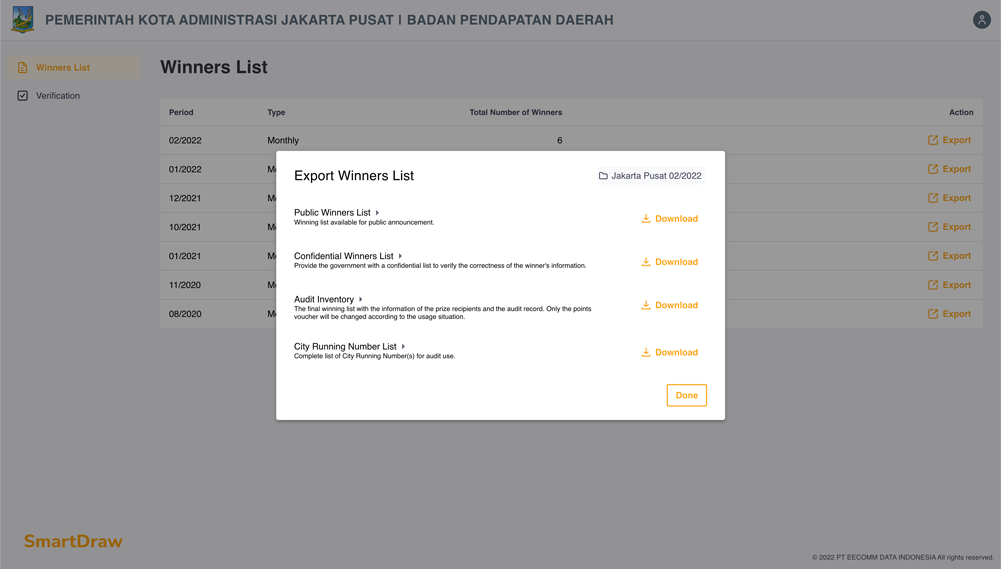 PEMERINTAH KOTA ADMINISTRASI JAKARTA PUSAT | BADAN PENDAPATAN DAERAH
Winners List
Verification
Winners List
Period Type Total Number of Winners Action
02/2022 Monthly 6 Export
01/2022 Export
12/2021 Export
10/2021 Export
01/2021 Export
11/2020 Export
08/2020 Export
Export Winners List
Jakarta Pusat 02/2022
Public Winners List
Winning list available for public announcement.
Download
Confidential Winners List
Provide the government with a confidential list to verify the correctness of the winner's information.
Download
Audit Inventory
The final winning list with the information of the prize recipients and the audit record. Only the points
voucher will be changed according to the usage situation.
Download
City Running Number List
Complete list of City Running Number(s) for audit use.
Download
Done
SmartDraw
© 2022 PT EECOMM DATA INDONESIA All rights reserved.